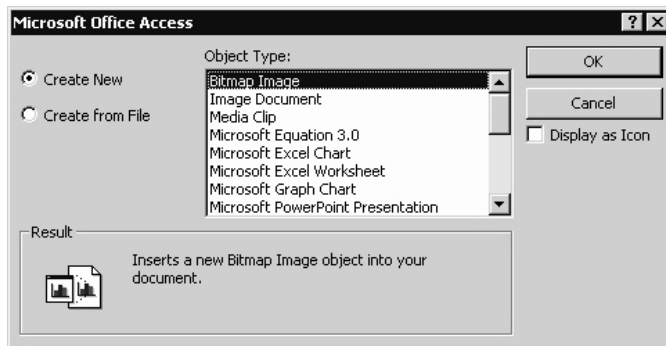 Microsoft Office Access
Object Type:
Create New
Create from File
Bitmap Image
Image Document
Media Clip
Microsoft Equation 3.0
Microsoft Excel Chart
Microsoft Excel Worksheet
Microsoft Graph Chart
Microsoft PowerPoint Presentation
OK
Cancel
Display as Icon
Result
Inserts a new Bitmap Image object into your
document.